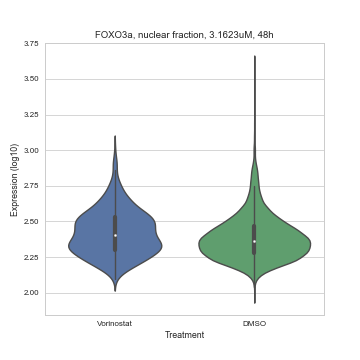 FOXO3a, nuclear fraction, 3.1623uM, 48h
3.75
3.50
3.25
3.00
2.75
2.50
2.25
2.00
Expression (log10)
Vorinostat DMSO
Treatment